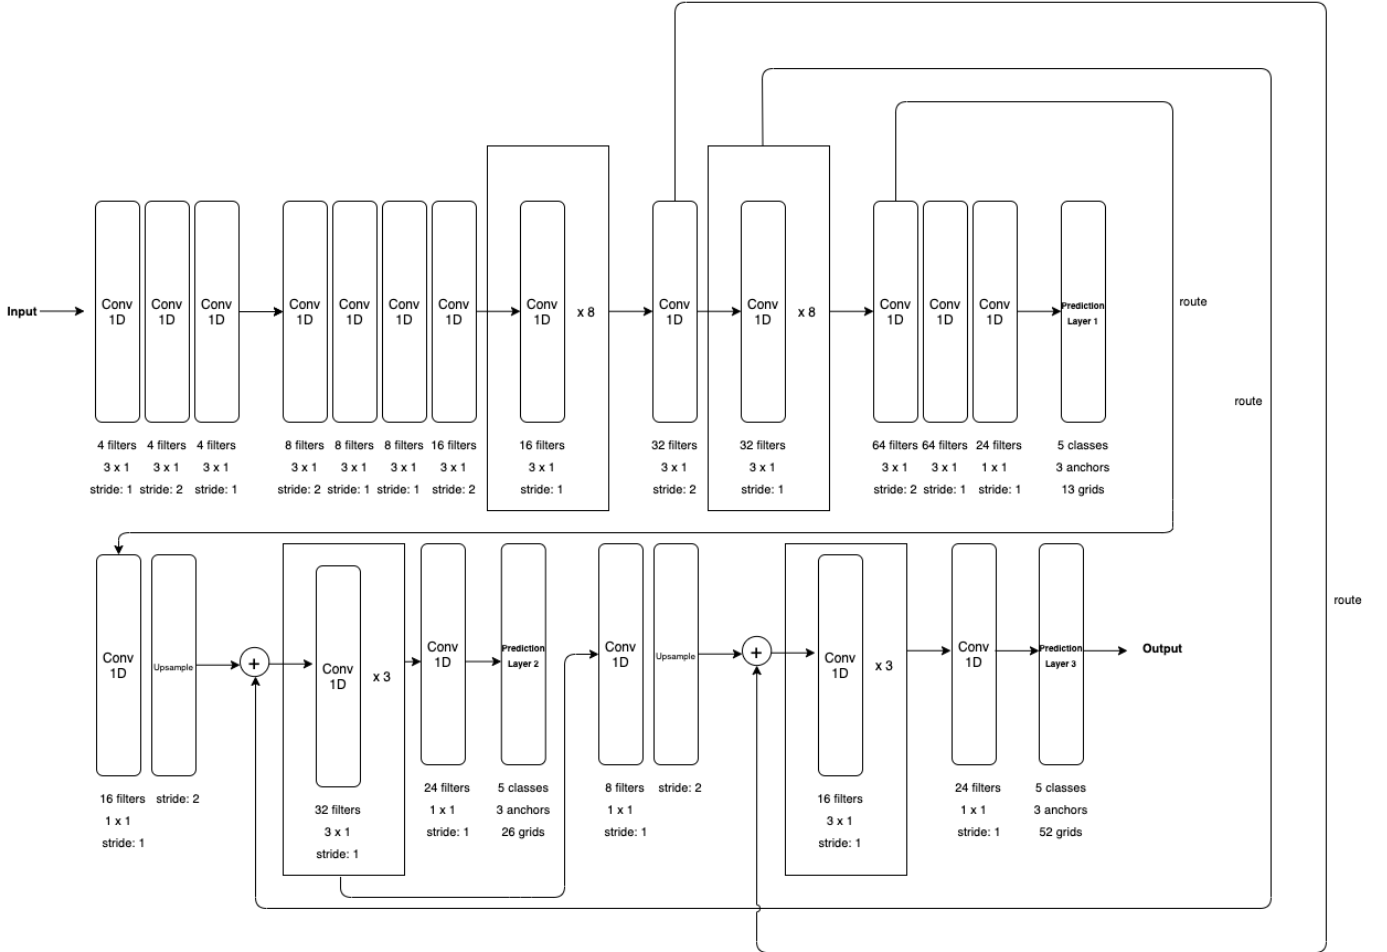 Input
Conv
1D
Conv
1D
Conv
1D
Conv
1D
Conv
1D
Conv
1D
Conv
1D
Conv
1D
x 8
Conv
1D
Conv
1D
x 8
Conv
1D
Conv
1D
Conv
1D
Prediction
Layer 1
4 filters
3 x 1
stride: 1
4 filters
3 x 1
stride: 2
4 filters
3 x 1
stride: 1
8 filters
3 x 1
stride: 2
8 filters
3 x 1
stride: 1
8 filters
3 x 1
stride: 1
16 filters
3 x 1
stride: 2
16 filters
3 x 1
stride: 1
32 filters
3 x 1
stride: 2
32 filters
3 x 1
stride: 1
64 filters
3 x 1
stride: 2
64 filters
3 x 1
stride: 1
24 filters
1 x 1
stride: 1
5 classes
3 anchors
13 grids
route
route
route
Conv
1D
Upsample
+
Conv
1D
x 3
Conv
1D
Prediction
Layer 2
Conv
1D
Upsample
+
Conv
1D
x 3
Conv
1D
Prediction
Layer 3
Output
16 filters
1 x 1
stride: 1
stride: 2
32 filters
3 x 1
stride: 1
24 filters
1 x 1
stride: 1
5 classes
3 anchors
26 grids
8 filters
1 x 1
stride: 1
stride: 2
16 filters
3 x 1
stride: 1
24 filters
1 x 1
stride: 1
5 classes
3 anchors
52 grids